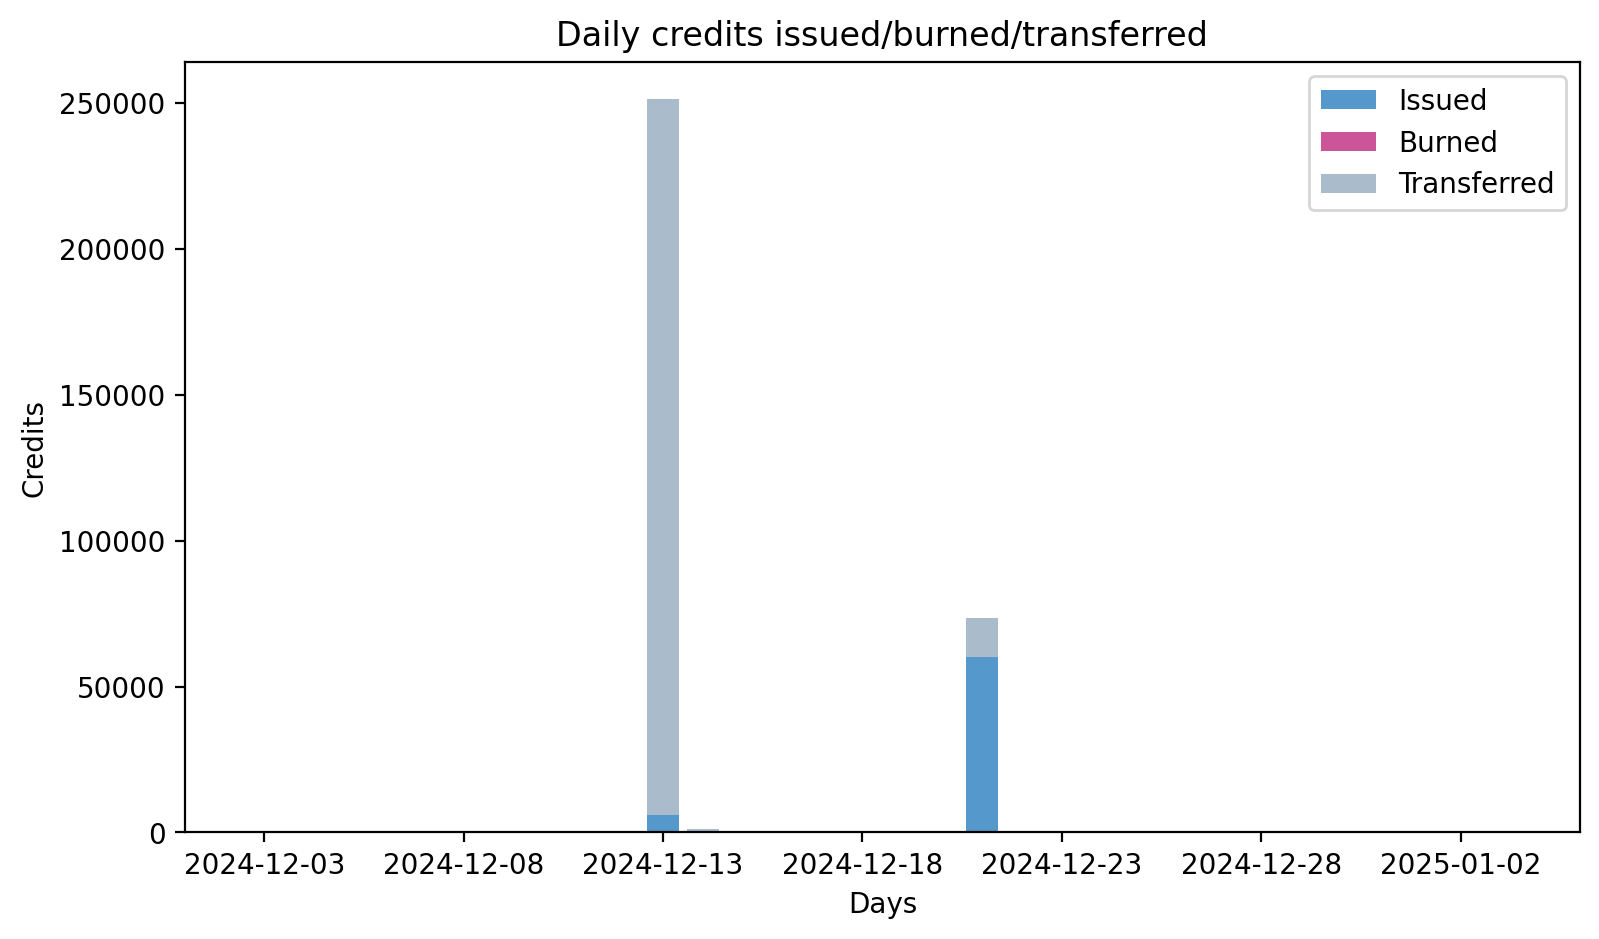 Daily credits issued/burned/transferred
Issued
Burned
Transferred
250000
200000
150000
100000
50000
0
Credits
2024-12-03 2024-12-08 2024-12-13 2024-12-18 2024-12-23 2024-12-28 2025-01-02
Days